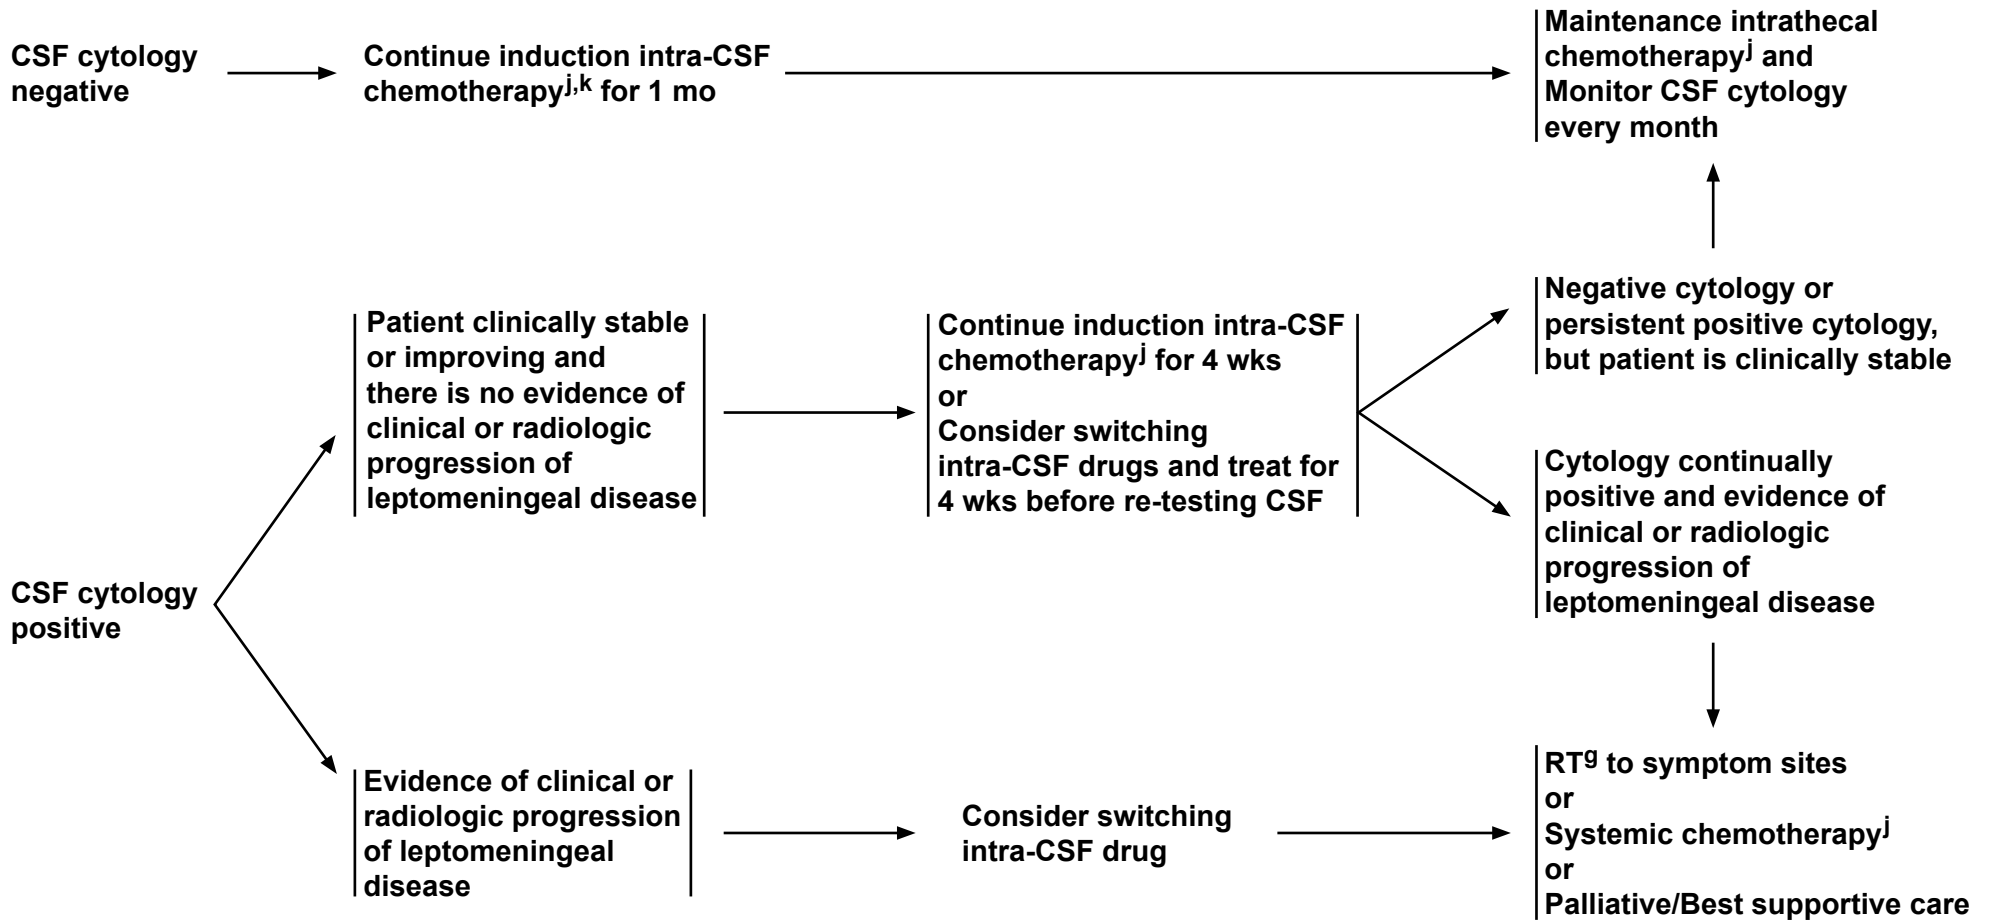 CSF cytology
negative
Continue induction intra-CSF
chemotherapyj,k for 1 mo
Maintenance intrathecal
chemotherapyj and
Monitor CSF cytology
every month
CSF cytology
positive
Patient clinically stable
or improving and
there is no evidence of
clinical or radiologic
progression of
leptomeningeal disease
Continue induction intra-CSF
chemotherapyj for 4 wks
or
Consider switching
intra-CSF drugs and treat for
4 wks before re-testing CSF
Negative cytology or
persistent positive cytology,
but patient is clinically stable
Cytology continually
positive and evidence of
clinical or radiologic
progression of
leptomeningeal disease
Evidence of clinical or
radiologic progression
of leptomeningeal
disease
Consider switching
intra-CSF drug
RTg to symptom sites
or
Systemic chemotherapyj
or
Palliative/Best supportive care